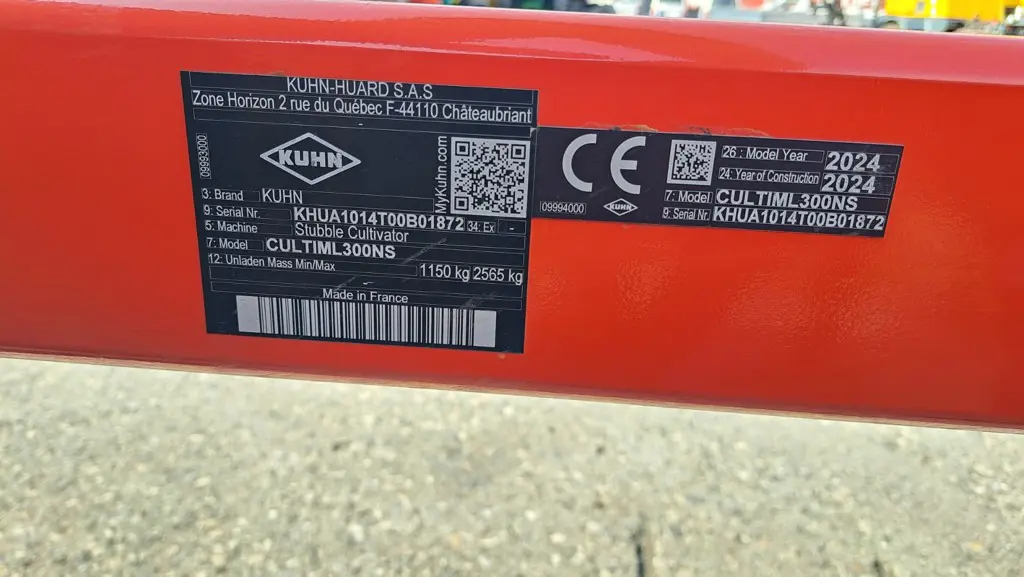 KUHN-HUARD S.A.S
Zone Horizon 2 rue du Québec F-44110 Châteaubriant
09993000
KUHN
MyKuhn.com
3: Brand KUHN
9: Serial Nr. KHUA1014T00B01872 34: Ex -
5: Machine Stubble Cultivator
7: Model CULTIML300NS
12: Unladen Mass Min/Max 1150 kg 2565 kg
Made in France
CE
09994000
KUHN
26 : Model Year 2024
24: Year of Construction 2024
7: Model CULTIML300NS
9: Serial Nr. KHUA1014T00B01872